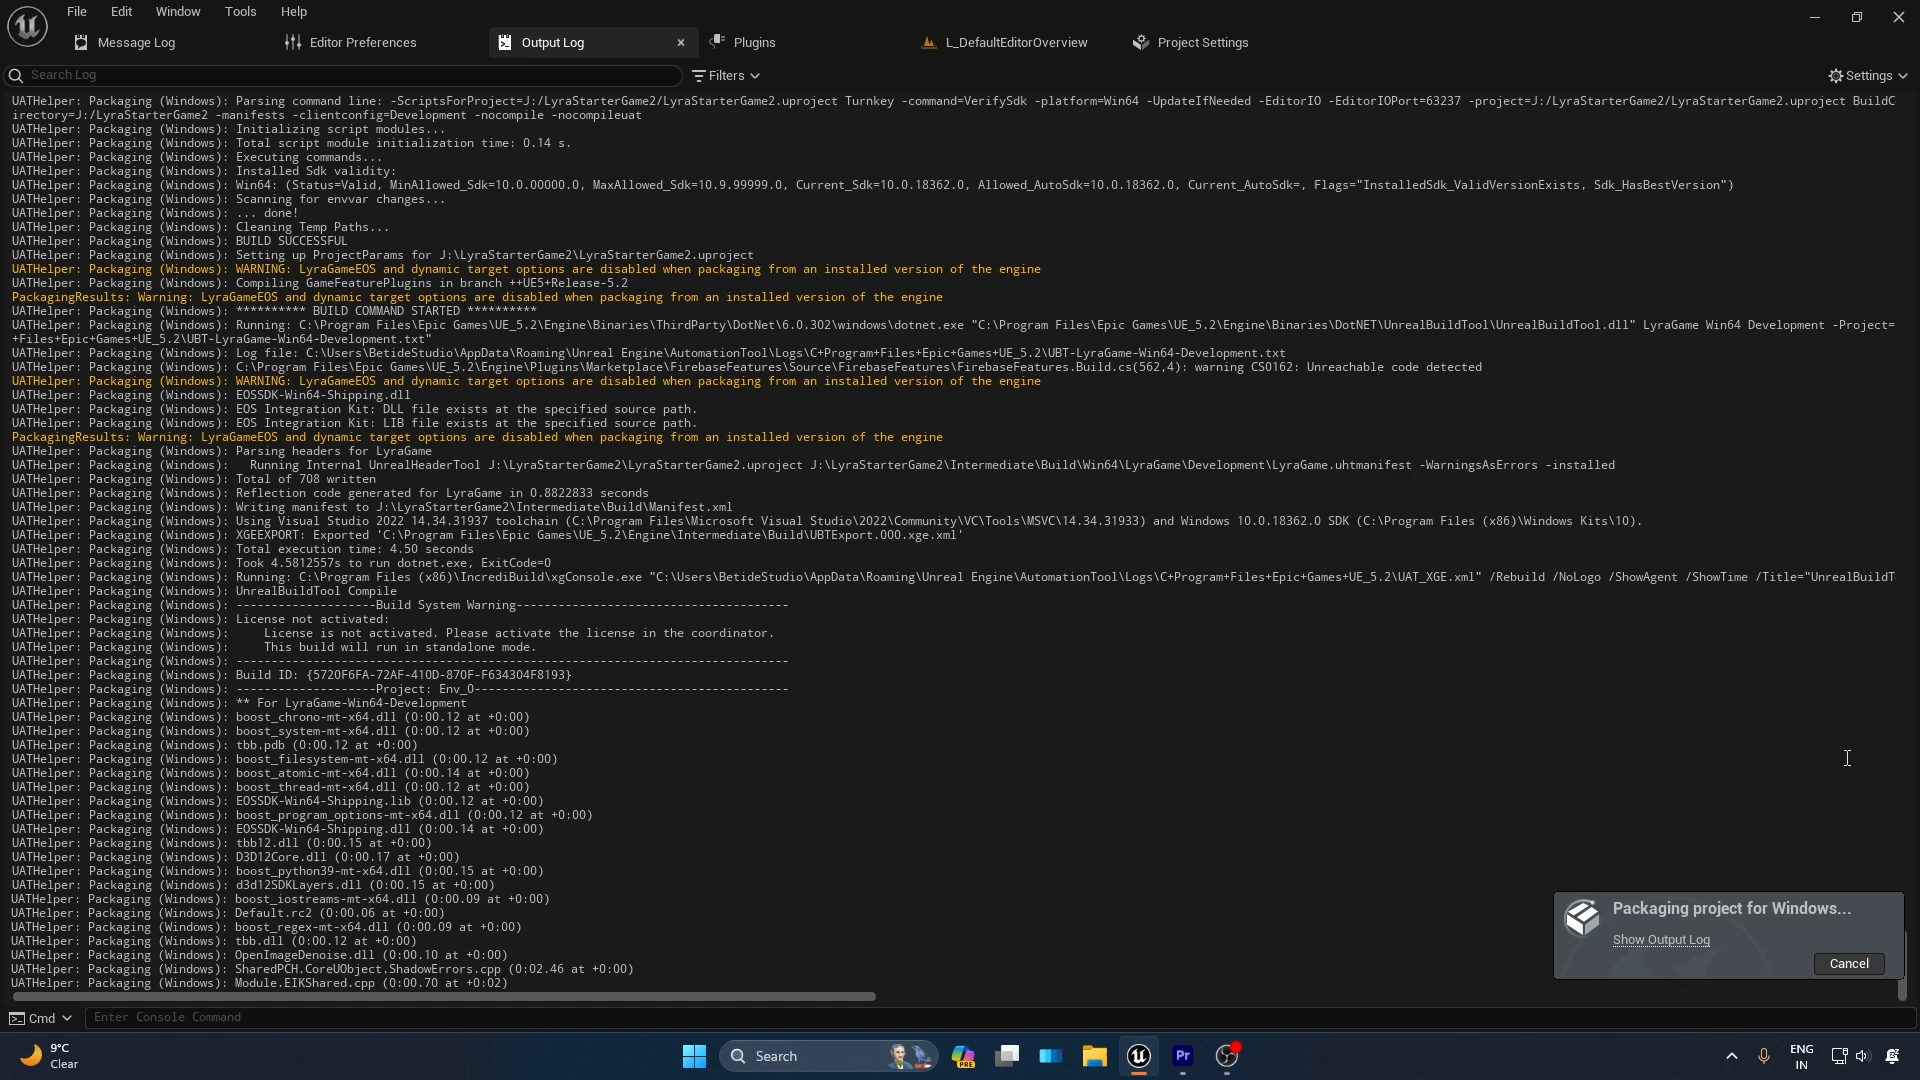 File Edit Window Tools Help
Message Log Editor Preferences Output Log Plugins L_DefaultEditorOverview Project Settings
Search Log Filters Settings
UATHelper: Packaging (Windows): Parsing command line: -ScriptsForProject=J:/LyraStarterGame2/LyraStarterGame2.uproject Turnkey -command=VerifySdk -platform=Win64 -UpdateIfNeeded -EditorIO -EditorIOPort=63237 -project=J:/LyraStarterGame2/LyraStarterGame2.uproject BuildC
irectory=J:/LyraStarterGame2 -manifests -clientconfig=Development -nocompile -nocompileuat
UATHelper: Packaging (Windows): Initializing script modules...
UATHelper: Packaging (Windows): Total script module initialization time: 0.14 s.
UATHelper: Packaging (Windows): Executing commands...
UATHelper: Packaging (Windows): Installed Sdk validity:
UATHelper: Packaging (Windows): Win64: (Status=Valid, MinAllowed_Sdk=10.0.00000.0, MaxAllowed_Sdk=10.9.99999.0, Current_Sdk=10.0.18362.0, Allowed_AutoSdk=10.0.18362.0, Current_AutoSdk=, Flags="InstalledSdk_ValidVersionExists, Sdk_HasBestVersion")
UATHelper: Packaging (Windows): Scanning for envvar changes...
UATHelper: Packaging (Windows): ... done!
UATHelper: Packaging (Windows): Cleaning Temp Paths...
UATHelper: Packaging (Windows): BUILD SUCCESSFUL
UATHelper: Packaging (Windows): Setting up ProjectParams for J:\LyraStarterGame2\LyraStarterGame2.uproject
UATHelper: Packaging (Windows): WARNING: LyraGameEOS and dynamic target options are disabled when packaging from an installed version of the engine
UATHelper: Packaging (Windows): Compiling GameFeaturePlugins in branch ++UE5+Release-5.2
PackagingResults: Warning: LyraGameEOS and dynamic target options are disabled when packaging from an installed version of the engine
UATHelper: Packaging (Windows): ********** BUILD COMMAND STARTED **********
UATHelper: Packaging (Windows): Running: C:\Program Files\Epic Games\UE_5.2\Engine\Binaries\ThirdParty\DotNet\6.0.302\windows\dotnet.exe "C:\Program Files\Epic Games\UE_5.2\Engine\Binaries\DotNET\UnrealBuildTool\UnrealBuildTool.dll" LyraGame Win64 Development -Project=
+Files+Epic+Games+UE_5.2\UBT-LyraGame-Win64-Development.txt"
UATHelper: Packaging (Windows): Log file: C:\Users\BetideStudio\AppData\Roaming\Unreal Engine\AutomationTool\Logs\C+Program+Files+Epic+Games+UE_5.2\UBT-LyraGame-Win64-Development.txt
UATHelper: Packaging (Windows): C:\Program Files\Epic Games\UE_5.2\Engine\Plugins\Marketplace\FirebaseFeatures\Source\FirebaseFeatures\FirebaseFeatures.Build.cs(562,4): warning CS0162: Unreachable code detected
UATHelper: Packaging (Windows): WARNING: LyraGameEOS and dynamic target options are disabled when packaging from an installed version of the engine
UATHelper: Packaging (Windows): EOSSDK-Win64-Shipping.dll
UATHelper: Packaging (Windows): EOS Integration Kit: DLL file exists at the specified source path.
UATHelper: Packaging (Windows): EOS Integration Kit: LIB file exists at the specified source path.
PackagingResults: Warning: LyraGameEOS and dynamic target options are disabled when packaging from an installed version of the engine
UATHelper: Packaging (Windows): Parsing headers for LyraGame
UATHelper: Packaging (Windows):   Running Internal UnrealHeaderTool J:\LyraStarterGame2\LyraStarterGame2.uproject J:\LyraStarterGame2\Intermediate\Build\Win64\LyraGame\Development\LyraGame.uhtmanifest -WarningsAsErrors -installed
UATHelper: Packaging (Windows): Total of 708 written
UATHelper: Packaging (Windows): Reflection code generated for LyraGame in 0.8822833 seconds
UATHelper: Packaging (Windows): Writing manifest to J:\LyraStarterGame2\Intermediate\Build\Manifest.xml
UATHelper: Packaging (Windows): Using Visual Studio 2022 14.34.31937 toolchain (C:\Program Files\Microsoft Visual Studio\2022\Community\VC\Tools\MSVC\14.34.31933) and Windows 10.0.18362.0 SDK (C:\Program Files (x86)\Windows Kits\10).
UATHelper: Packaging (Windows): XGEEXPORT: Exported 'C:\Program Files\Epic Games\UE_5.2\Engine\Intermediate\Build\UBTExport.000.xge.xml'
UATHelper: Packaging (Windows): Total execution time: 4.50 seconds
UATHelper: Packaging (Windows): Took 4.5812557s to run dotnet.exe, ExitCode=0
UATHelper: Packaging (Windows): Running: C:\Program Files (x86)\IncrediBuild\xgConsole.exe "C:\Users\BetideStudio\AppData\Roaming\Unreal Engine\AutomationTool\Logs\C+Program+Files+Epic+Games+UE_5.2\UAT_XGE.xml" /Rebuild /NoLogo /ShowAgent /ShowTime /Title="UnrealBuildT
UATHelper: Packaging (Windows): UnrealBuildTool Compile
UATHelper: Packaging (Windows): --------------------Build System Warning---------------------------------------
UATHelper: Packaging (Windows): License not activated:
UATHelper: Packaging (Windows):     License is not activated. Please activate the license in the coordinator.
UATHelper: Packaging (Windows):     This build will run in standalone mode.
UATHelper: Packaging (Windows): -------------------------------------------------------------------------------
UATHelper: Packaging (Windows): Build ID: {5720F6FA-72AF-410D-870F-F634304F8193}
UATHelper: Packaging (Windows): --------------------Project: Env_0---------------------------------------------
UATHelper: Packaging (Windows): ** For LyraGame-Win64-Development
UATHelper: Packaging (Windows): boost_chrono-mt-x64.dll (0:00.12 at +0:00)
UATHelper: Packaging (Windows): boost_system-mt-x64.dll (0:00.12 at +0:00)
UATHelper: Packaging (Windows): tbb.pdb (0:00.12 at +0:00)
UATHelper: Packaging (Windows): boost_filesystem-mt-x64.dll (0:00.12 at +0:00)
UATHelper: Packaging (Windows): boost_atomic-mt-x64.dll (0:00.14 at +0:00)
UATHelper: Packaging (Windows): boost_thread-mt-x64.dll (0:00.12 at +0:00)
UATHelper: Packaging (Windows): EOSSDK-Win64-Shipping.lib (0:00.12 at +0:00)
UATHelper: Packaging (Windows): boost_program_options-mt-x64.dll (0:00.12 at +0:00)
UATHelper: Packaging (Windows): EOSSDK-Win64-Shipping.dll (0:00.14 at +0:00)
UATHelper: Packaging (Windows): tbb12.dll (0:00.15 at +0:00)
UATHelper: Packaging (Windows): D3D12Core.dll (0:00.17 at +0:00)
UATHelper: Packaging (Windows): boost_python39-mt-x64.dll (0:00.15 at +0:00)
UATHelper: Packaging (Windows): d3d12SDKLayers.dll (0:00.15 at +0:00)
UATHelper: Packaging (Windows): boost_iostreams-mt-x64.dll (0:00.09 at +0:00)
UATHelper: Packaging (Windows): Default.rc2 (0:00.06 at +0:00)
UATHelper: Packaging (Windows): boost_regex-mt-x64.dll (0:00.09 at +0:00)
UATHelper: Packaging (Windows): tbb.dll (0:00.12 at +0:00)
UATHelper: Packaging (Windows): OpenImageDenoise.dll (0:00.10 at +0:00)
UATHelper: Packaging (Windows): SharedPCH.CoreUObject.ShadowErrors.cpp (0:02.46 at +0:00)
UATHelper: Packaging (Windows): Module.EIKShared.cpp (0:00.70 at +0:02)
Packaging project for Windows...
Show Output Log
Cancel
Cmd Enter Console Command
9°C
Clear
Search
PRE
Pr
ENG
IN